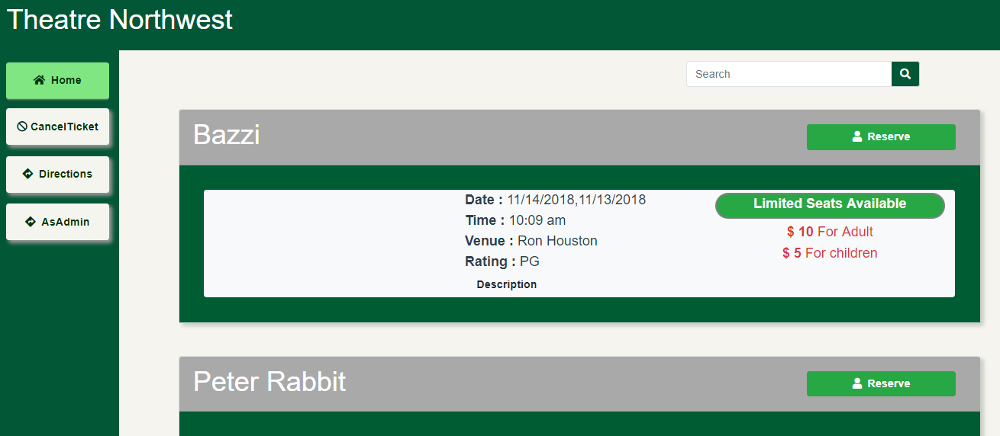 Theatre Northwest
Home
CancelTicket
Directions
AsAdmin
Search
Bazzi
Reserve
Date : 11/14/2018,11/13/2018
Time : 10:09 am
Venue : Ron Houston
Rating : PG
Description
Limited Seats Available
$ 10 For Adult
$ 5 For children
Peter Rabbit
Reserve